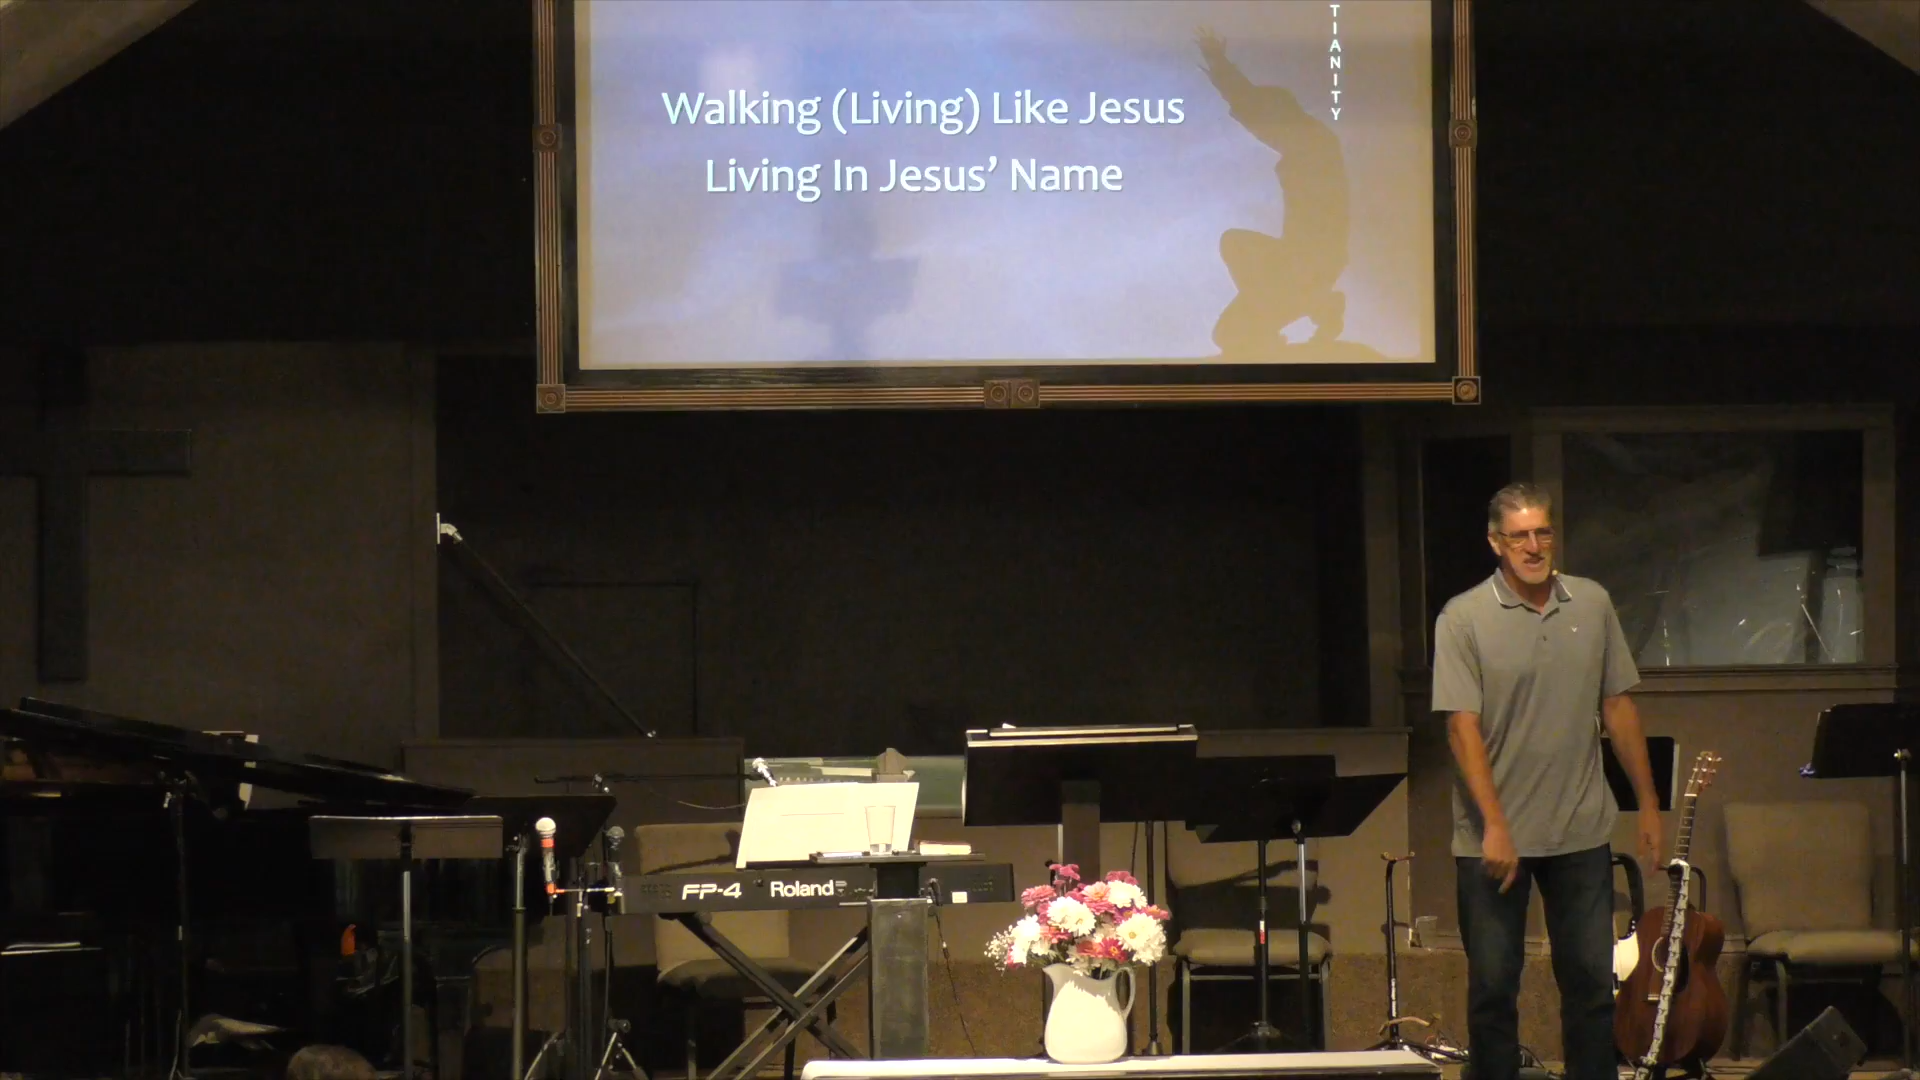 TIANITY
Walking (Living) Like Jesus
Living In Jesus’ Name
FP-4 Roland